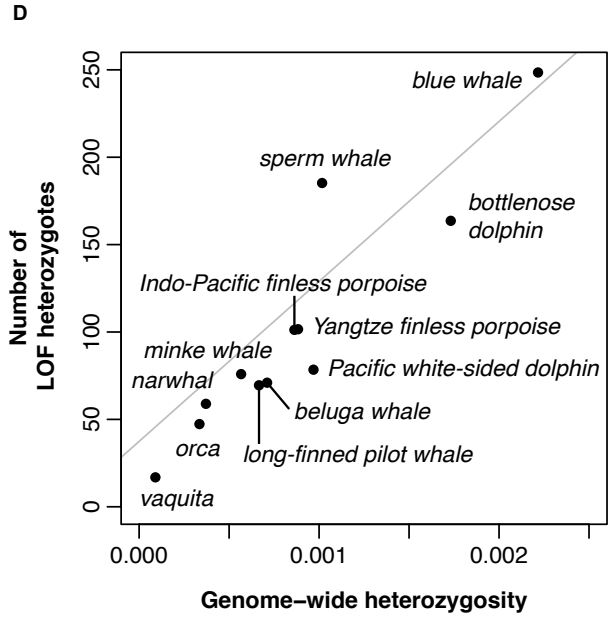 D
Number of
LOF heterozygotes
250
200
150
100
50
0
blue whale
sperm whale
bottlenose
dolphin
Indo-Pacific finless porpoise
Yangtze finless porpoise
minke whale
Pacific white-sided dolphin
narwhal
beluga whale
orca
long-finned pilot whale
vaquita
0.000
0.001
0.002
Genome−wide heterozygosity